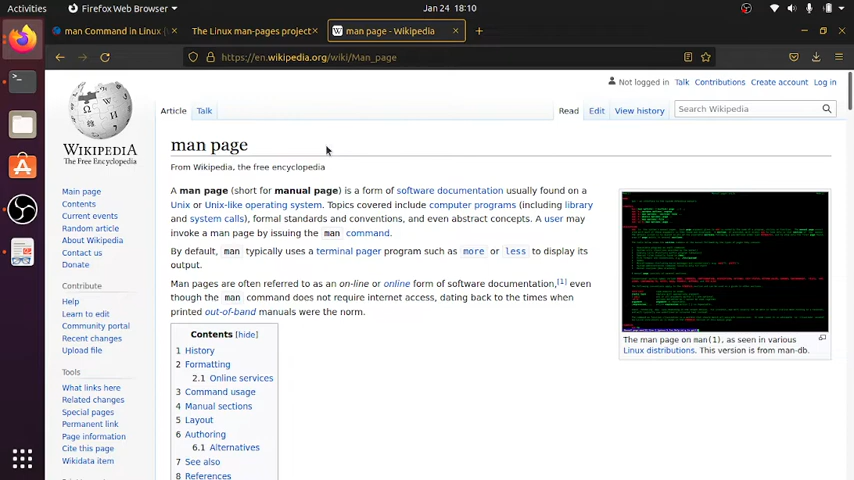 Activities
Firefox Web Browser
Jan 24 18:10
man Command in Linux (
The Linux man-pages project
man page - Wikipedia
https://en.wikipedia.org/wiki/Man_page
Not logged in Talk Contributions Create account Log in
Article Talk
Read Edit View history
Search Wikipedia
WIKIPEDIA
The Free Encyclopedia
Main page
Contents
Current events
Random article
About Wikipedia
Contact us
Donate
Contribute
Help
Learn to edit
Community portal
Recent changes
Upload file
Tools
What links here
Related changes
Special pages
Permanent link
Page information
Cite this page
Wikidata item
man page
From Wikipedia, the free encyclopedia
A man page (short for manual page) is a form of software documentation usually found on a
Unix or Unix-like operating system. Topics covered include computer programs (including library
and system calls), formal standards and conventions, and even abstract concepts. A user may
invoke a man page by issuing the man command.
By default, man typically uses a terminal pager program such as more or less to display its
output.
Man pages are often referred to as an on-line or online form of software documentation,[1] even
though the man command does not require internet access, dating back to the times when
printed out-of-band manuals were the norm.
Contents [hide]
1 History
2 Formatting
2.1 Online services
3 Command usage
4 Manual sections
5 Layout
6 Authoring
6.1 Alternatives
7 See also
8 References
The man page on man(1), as seen in various
Linux distributions. This version is from man-db.